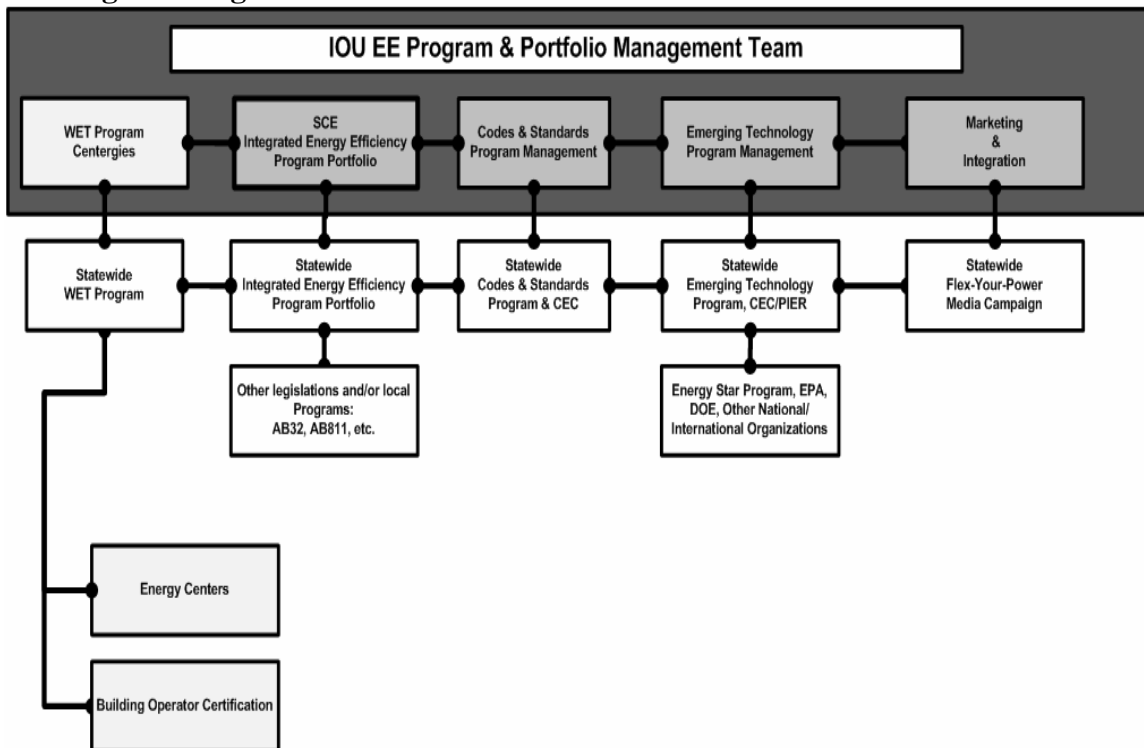 IOU EE Program & Portfolio Management Team
WET Program
Centergies
SCE
Integrated Energy Efficiency
Program Portfolio
Codes & Standards
Program Management
Emerging Technology
Program Management
Marketing
&
Integration
Statewide
WET Program
Statewide
Integrated Energy Efficiency
Program Portfolio
Statewide
Codes & Standards
Program & CEC
Statewide
Emerging Technology
Program, CEC/PIER
Statewide
Flex-Your-Power
Media Campaign
Other legislations and/or local
Programs:
AB32, AB811, etc.
Energy Star Program, EPA,
DOE, Other National/
International Organizations
Energy Centers
Building Operator Certification